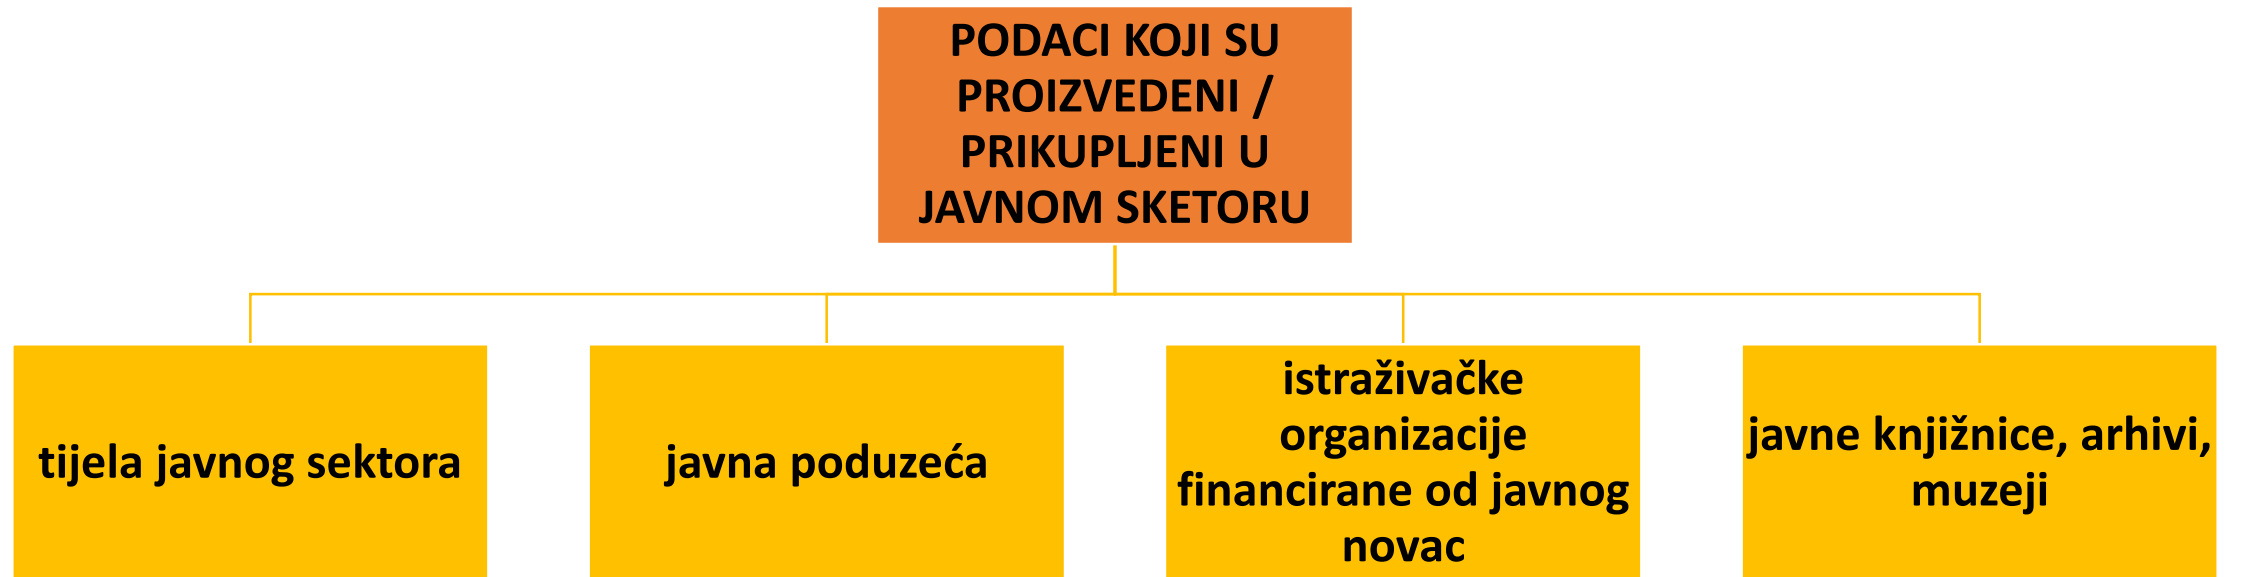 PODACI KOJI SU
PROIZVEDENI /
PRIKUPLJENI U
JAVNOM SKETORU
tijela javnog sektora
javna poduzeća
istraživačke
organizacije
financirane od javnog
novac
javne knjižnice, arhivi,
muzeji